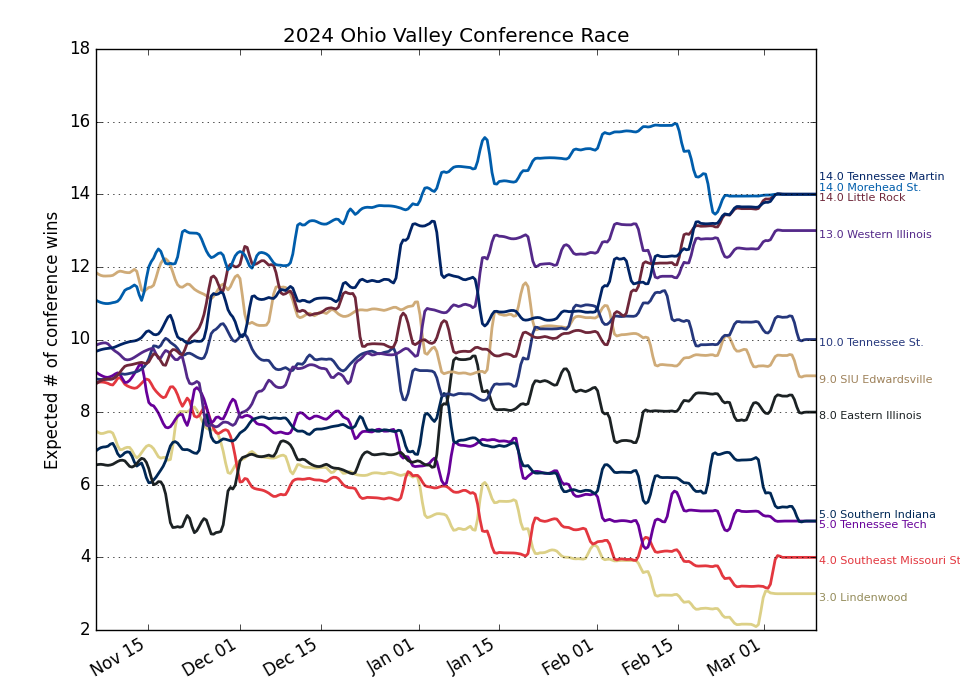 2024 Ohio Valley Conference Race
Expected # of conference wins
18
16
14
12
10
8
6
4
2
Nov 15
Dec 01
Dec 15
Jan 01
Jan 15
Feb 01
Feb 15
Mar 01
14.0 Tennessee Martin
14.0 Morehead St.
14.0 Little Rock
13.0 Western Illinois
10.0 Tennessee St.
9.0 SIU Edwardsville
8.0 Eastern Illinois
5.0 Southern Indiana
5.0 Tennessee Tech
4.0 Southeast Missouri St
3.0 Lindenwood